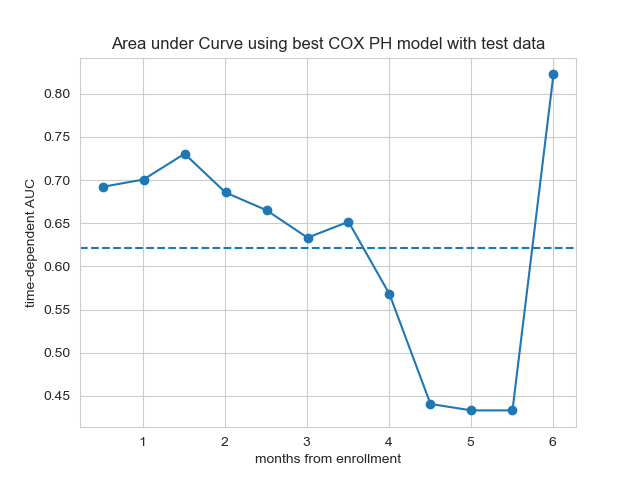 Area under Curve using best COX PH model with test data
time-dependent AUC
0.80
0.75
0.70
0.65
0.60
0.55
0.50
0.45
1 2 3 4 5 6
months from enrollment